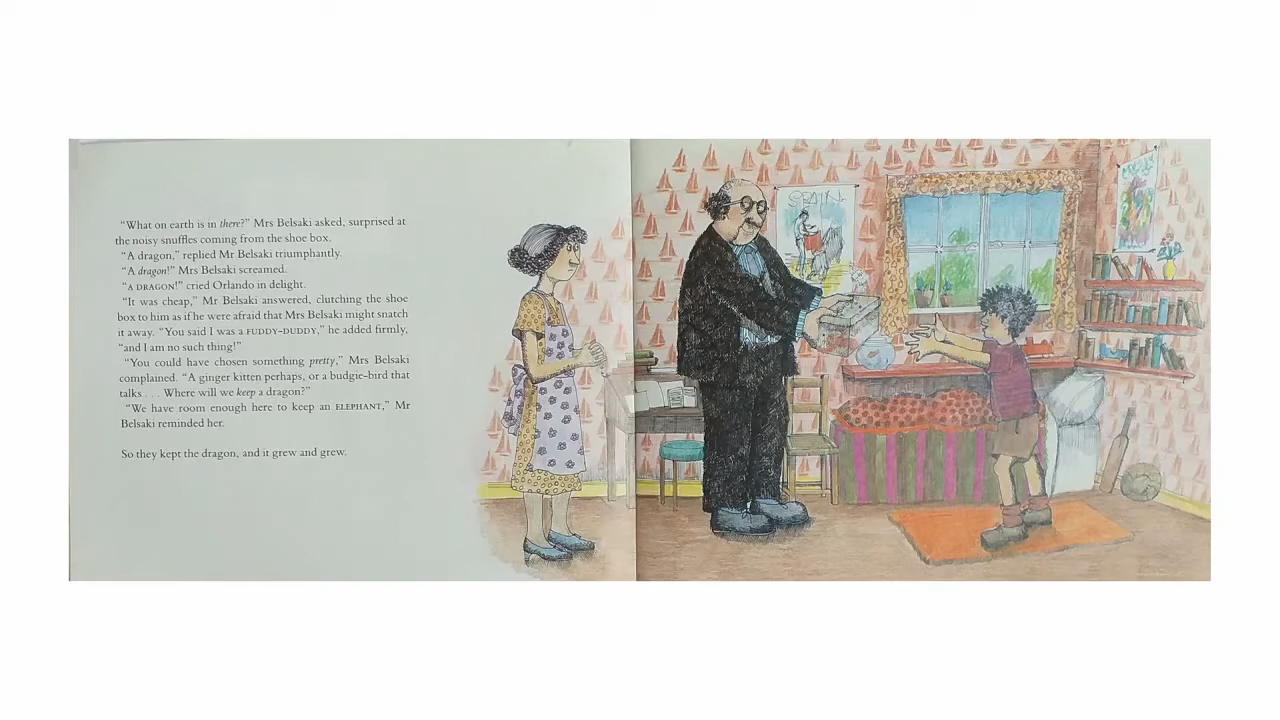 “What on earth is in there?” Mrs Belsaki asked, surprised at
the noisy snuffles coming from the shoe box.
“A dragon,” replied Mr Belsaki triumphantly.
“A dragon!” Mrs Belsaki screamed.
“A DRAGON!” cried Orlando in delight.
“It was cheap,” Mr Belsaki answered, clutching the shoe
box to him as if he were afraid that Mrs Belsaki might snatch
it away. “You said I was a FUDDY-DUDDY,” he added firmly,
“and I am no such thing!”
“You could have chosen something pretty,” Mrs Belsaki
complained. “A ginger kitten perhaps, or a budgie-bird that
talks . . . Where will we keep a dragon?”
“We have room enough here to keep an ELEPHANT,” Mr
Belsaki reminded her.
So they kept the dragon, and it grew and grew.
SPAIN